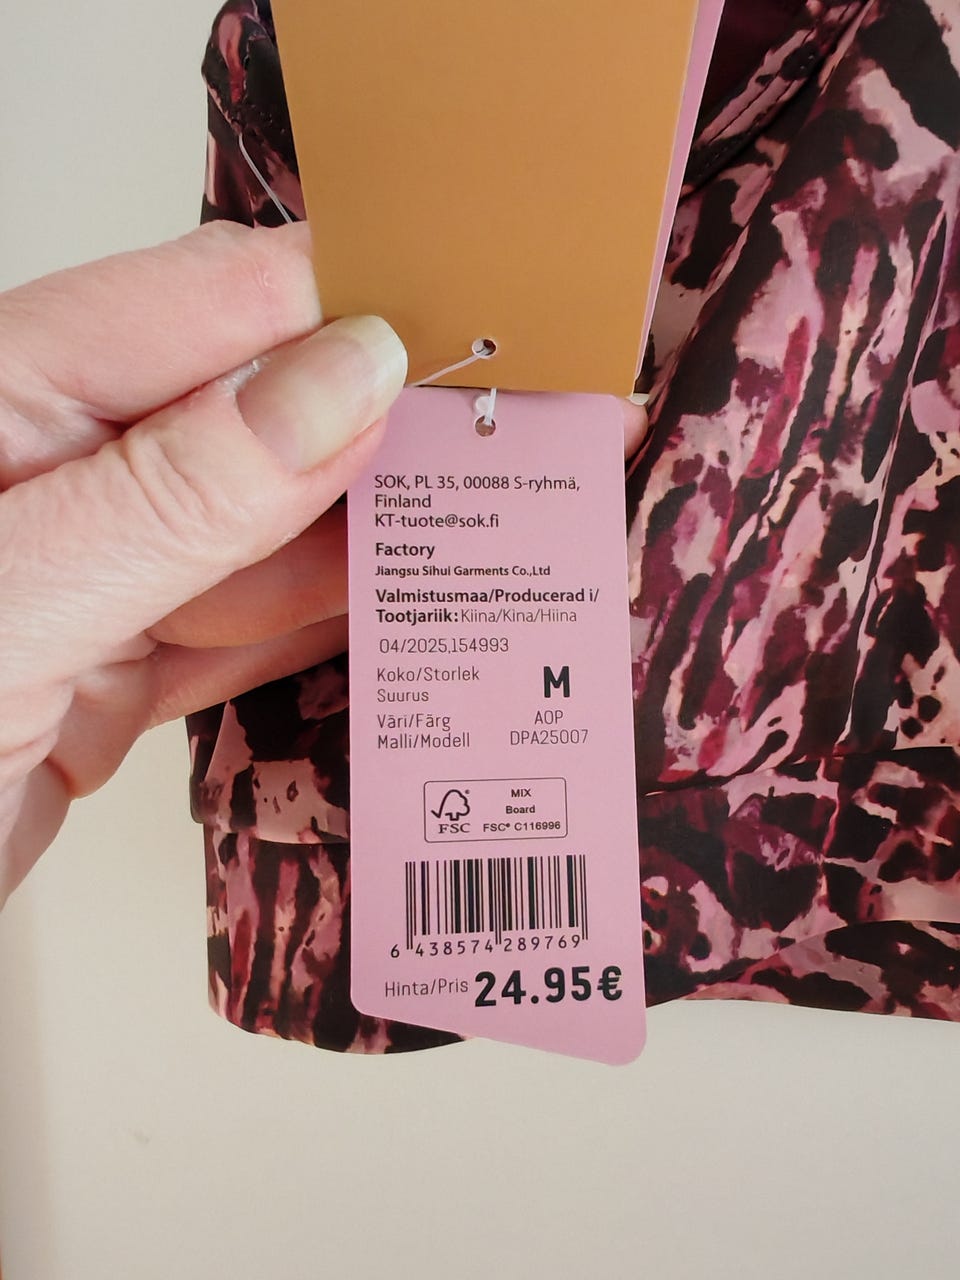 SOK, PL 35, 00088 S-ryhmä,
Finland
KT-tuote@sok.fi
Factory
Jiangsu Sihui Garments Co.,Ltd
Valmistusmaa/Producerad i/
Tootjariik: Kiina/Kina/Hiina
04/2025,154993
Koko/Storlek
Suurus
M
Väri/Färg AOP
Malli/Modell DPA25007
FSC
MIX
Board
FSC® C116996
6 438574 289769
Hinta/Pris 24.95€